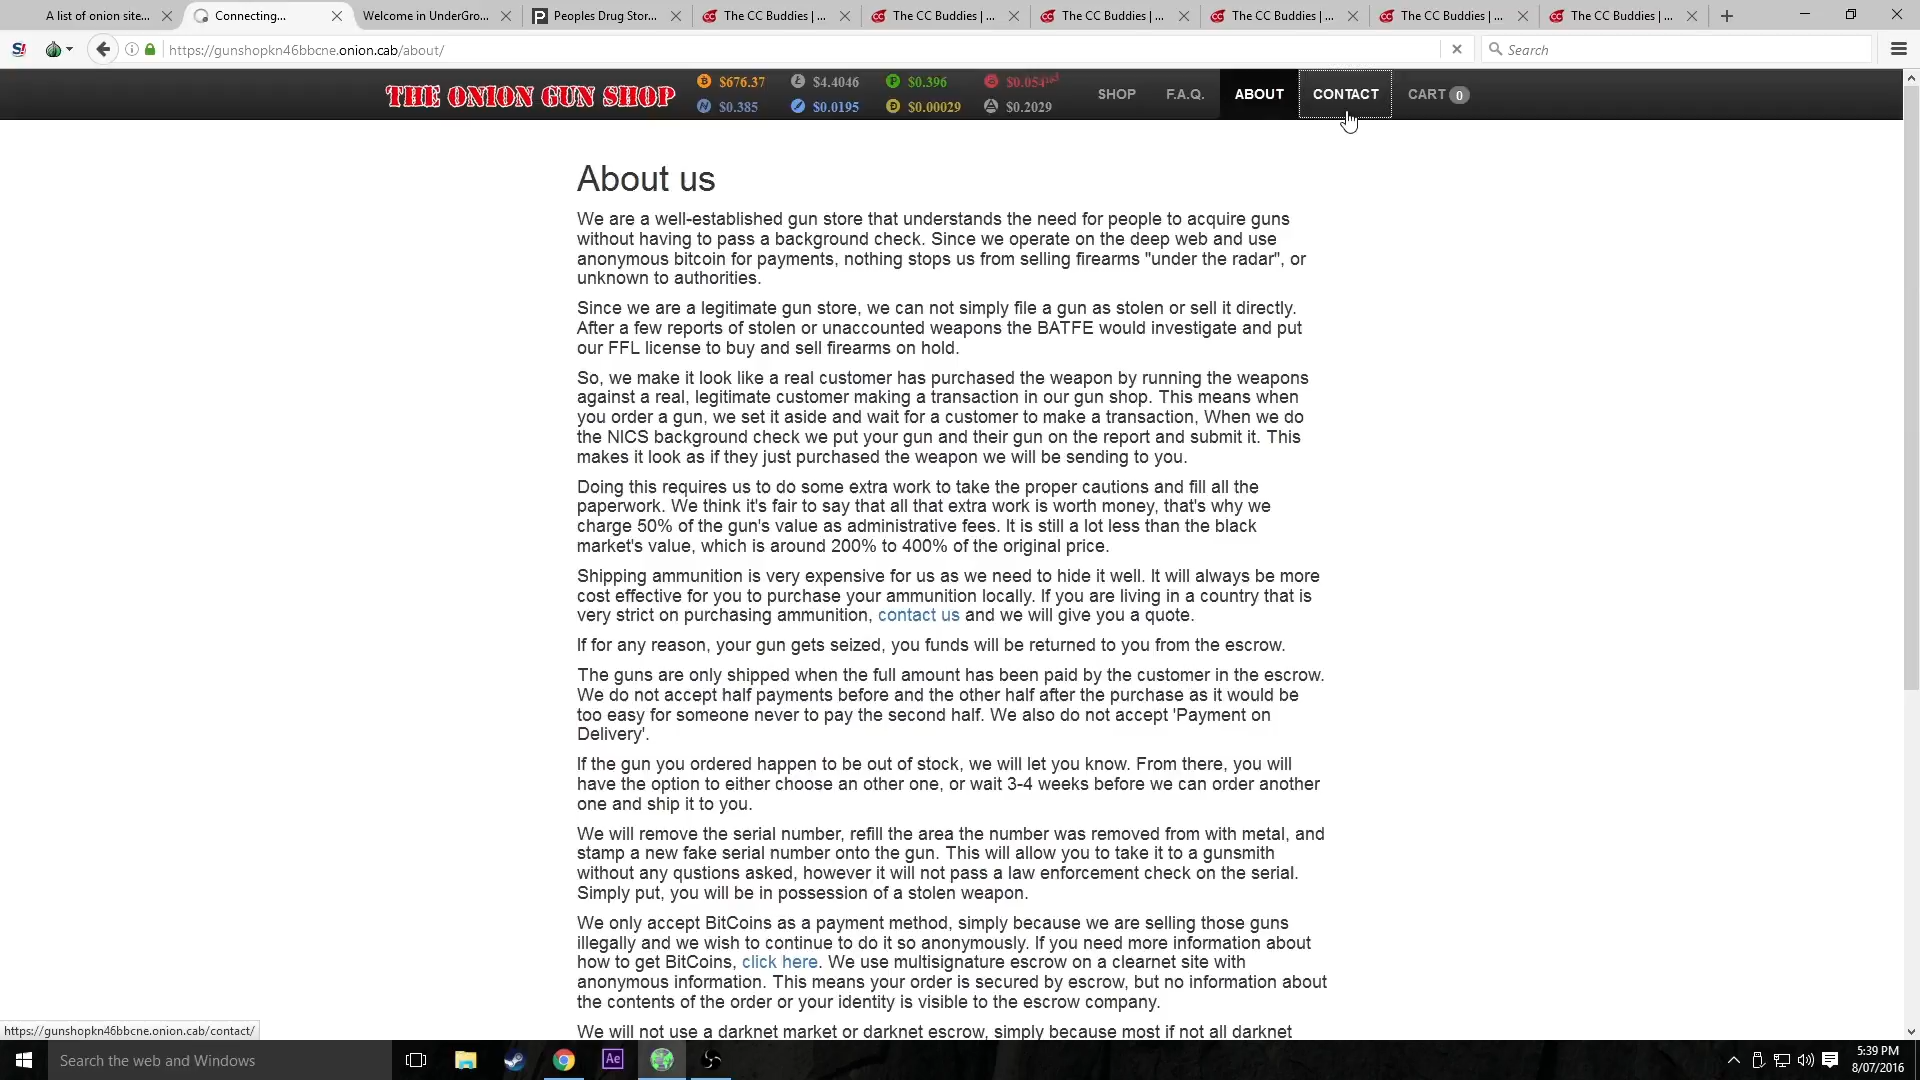 A list of onion site...
Connecting...
Welcome in UnderGro...
Peoples Drug Stor...
The CC Buddies | ...
The CC Buddies | ...
The CC Buddies | ...
The CC Buddies | ...
The CC Buddies | ...
The CC Buddies | ...
https://gunshopkn46bbcne.onion.cab/about/
Search
THE ONION GUN SHOP
$676.37 $4.4046 $0.396
$0.385 $0.0195 $0.00029 $0.2029
SHOP F.A.Q. ABOUT CONTACT CART 0
About us
We are a well-established gun store that understands the need for people to acquire guns
without having to pass a background check. Since we operate on the deep web and use
anonymous bitcoin for payments, nothing stops us from selling firearms "under the radar", or
unknown to authorities.
Since we are a legitimate gun store, we can not simply file a gun as stolen or sell it directly.
After a few reports of stolen or unaccounted weapons the BATFE would investigate and put
our FFL license to buy and sell firearms on hold.
So, we make it look like a real customer has purchased the weapon by running the weapons
against a real, legitimate customer making a transaction in our gun shop. This means when
you order a gun, we set it aside and wait for a customer to make a transaction, When we do
the NICS background check we put your gun and their gun on the report and submit it. This
makes it look as if they just purchased the weapon we will be sending to you.
Doing this requires us to do some extra work to take the proper cautions and fill all the
paperwork. We think it's fair to say that all that extra work is worth money, that's why we
charge 50% of the gun's value as administrative fees. It is still a lot less than the black
market's value, which is around 200% to 400% of the original price.
Shipping ammunition is very expensive for us as we need to hide it well. It will always be more
cost effective for you to purchase your ammunition locally. If you are living in a country that is
very strict on purchasing ammunition, contact us and we will give you a quote.
If for any reason, your gun gets seized, you funds will be returned to you from the escrow.
The guns are only shipped when the full amount has been paid by the customer in the escrow.
We do not accept half payments before and the other half after the purchase as it would be
too easy for someone never to pay the second half. We also do not accept 'Payment on
Delivery'.
If the gun you ordered happen to be out of stock, we will let you know. From there, you will
have the option to either choose an other one, or wait 3-4 weeks before we can order another
one and ship it to you.
We will remove the serial number, refill the area the number was removed from with metal, and
stamp a new fake serial number onto the gun. This will allow you to take it to a gunsmith
without any qustions asked, however it will not pass a law enforcement check on the serial.
Simply put, you will be in possession of a stolen weapon.
We only accept BitCoins as a payment method, simply because we are selling those guns
illegally and we wish to continue to do it so anonymously. If you need more information about
how to get BitCoins, click here. We use multisignature escrow on a clearnet site with
anonymous information. This means your order is secured by escrow, but no information about
the contents of the order or your identity is visible to the escrow company.
We will not use a darknet market or darknet escrow, simply because most if not all darknet
https://gunshopkn46bbcne.onion.cab/contact/
Search the web and Windows
Ae
5:39 PM
8/07/2016